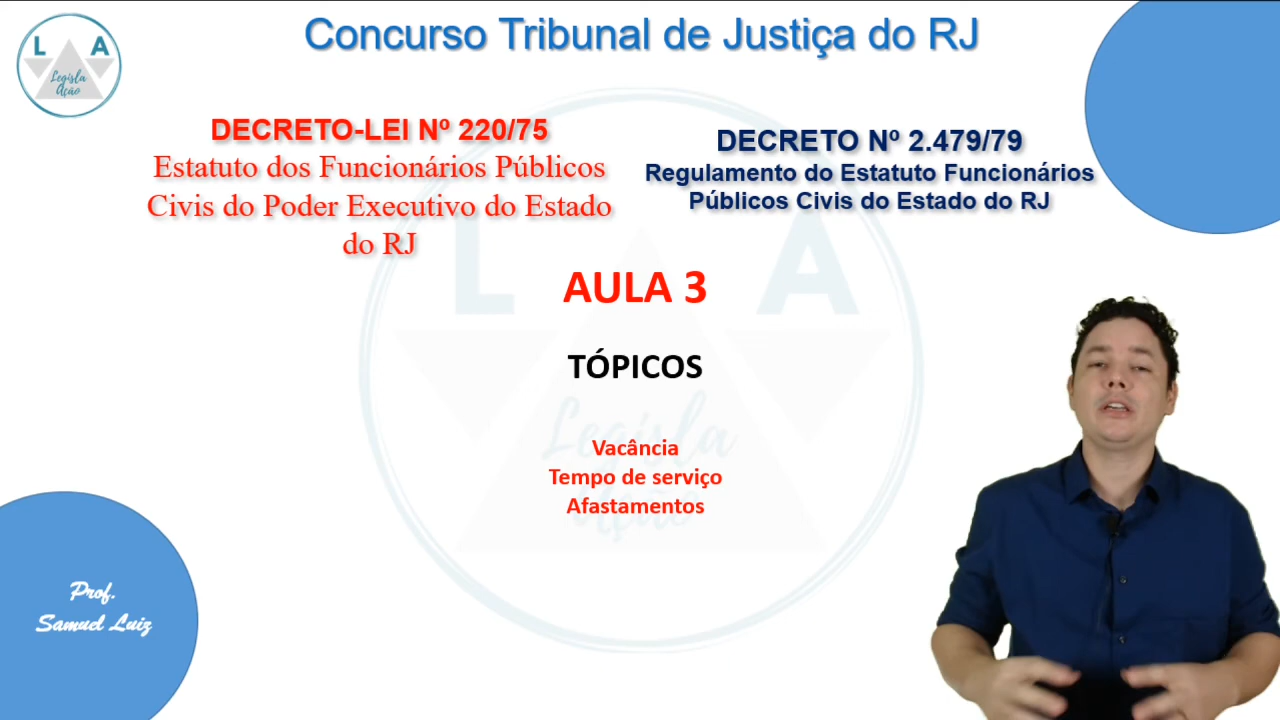 Concurso Tribunal de Justiça do RJ
L A
Legisla
Ação
DECRETO-LEI Nº 220/75
Estatuto dos Funcionários Públicos
Civis do Poder Executivo do Estado
do RJ
DECRETO Nº 2.479/79
Regulamento do Estatuto Funcionários
Públicos Civis do Estado do RJ
L A
AULA 3
TÓPICOS
Legisla
Ação
Vacância
Tempo de serviço
Afastamentos
Prof.
Samuel Luiz